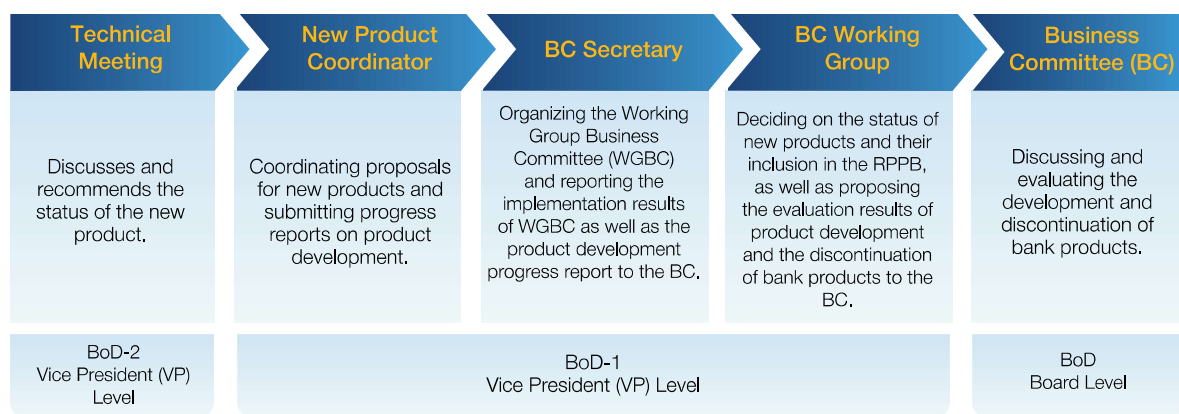 Technical
Meeting
New Product
Coordinator
BC Secretary
BC Working
Group
Business
Committee (BC)
Discusses and
recommends the
status of the new
product.
Coordinating proposals
for new products and
submitting progress
reports on product
development.
Organizing the Working
Group Business
Committee (WGBC)
and reporting the
implementation results
of WGBC as well as the
product development
progress report to the BC.
Deciding on the status of
new products and their
inclusion in the RPPB,
as well as proposing
the evaluation results of
product development
and the discontinuation
of bank products to the
BC.
Discussing and
evaluating the
development and
discontinuation of
bank products.
BoD-2
Vice President (VP)
Level
BoD-1
Vice President (VP) Level
BoD
Board Level